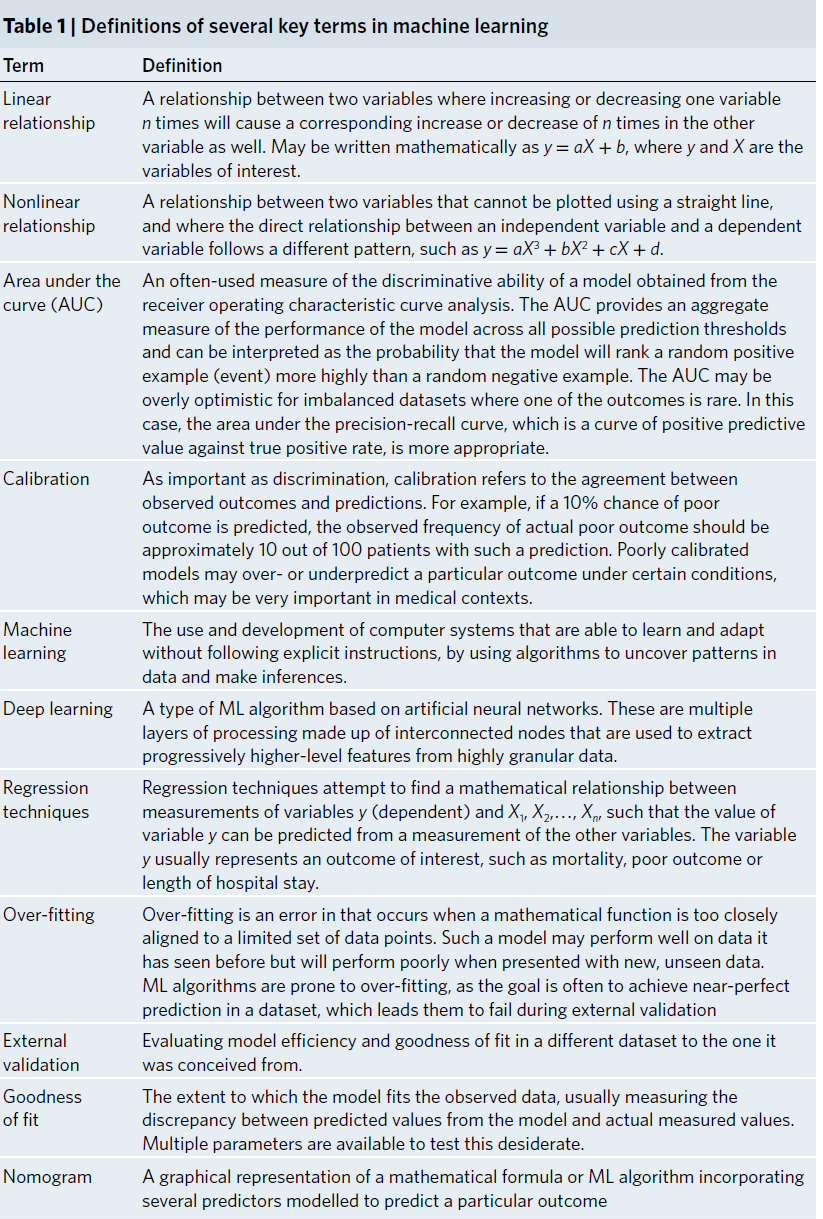 Table 1 | Definitions of several key terms in machine learning
Term Definition
Linear relationship
A relationship between two variables where increasing or decreasing one variable
n times will cause a corresponding increase or decrease of n times in the other
variable as well. May be written mathematically as y = aX + b, where y and X are the
variables of interest.
Nonlinear relationship
A relationship between two variables that cannot be plotted using a straight line,
and where the direct relationship between an independent variable and a dependent
variable follows a different pattern, such as y = aX³ + bX² + cX + d.
Area under the curve (AUC)
An often-used measure of the discriminative ability of a model obtained from the
receiver operating characteristic curve analysis. The AUC provides an aggregate
measure of the performance of the model across all possible prediction thresholds
and can be interpreted as the probability that the model will rank a random positive
example (event) more highly than a random negative example. The AUC may be
overly optimistic for imbalanced datasets where one of the outcomes is rare. In this
case, the area under the precision-recall curve, which is a curve of positive predictive
value against true positive rate, is more appropriate.
Calibration
As important as discrimination, calibration refers to the agreement between
observed outcomes and predictions. For example, if a 10% chance of poor
outcome is predicted, the observed frequency of actual poor outcome should be
approximately 10 out of 100 patients with such a prediction. Poorly calibrated
models may over- or underpredict a particular outcome under certain conditions,
which may be very important in medical contexts.
Machine learning
The use and development of computer systems that are able to learn and adapt
without following explicit instructions, by using algorithms to uncover patterns in
data and make inferences.
Deep learning
A type of ML algorithm based on artificial neural networks. These are multiple
layers of processing made up of interconnected nodes that are used to extract
progressively higher-level features from highly granular data.
Regression techniques
Regression techniques attempt to find a mathematical relationship between
measurements of variables y (dependent) and X₁, X₂,…, Xₙ, such that the value of
variable y can be predicted from a measurement of the other variables. The variable
y usually represents an outcome of interest, such as mortality, poor outcome or
length of hospital stay.
Over-fitting
Over-fitting is an error in that occurs when a mathematical function is too closely
aligned to a limited set of data points. Such a model may perform well on data it
has seen before but will perform poorly when presented with new, unseen data.
ML algorithms are prone to over-fitting, as the goal is often to achieve near-perfect
prediction in a dataset, which leads them to fail during external validation
External validation
Evaluating model efficiency and goodness of fit in a different dataset to the one it
was conceived from.
Goodness of fit
The extent to which the model fits the observed data, usually measuring the
discrepancy between predicted values from the model and actual measured values.
Multiple parameters are available to test this desiderate.
Nomogram
A graphical representation of a mathematical formula or ML algorithm incorporating
several predictors modelled to predict a particular outcome